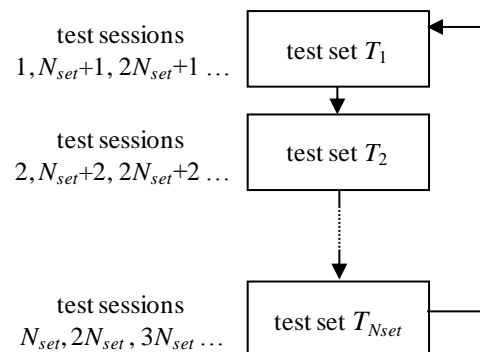 test sessions
1, N_set+1, 2N_set+1 …
test set T_1
test sessions
2, N_set+2, 2N_set+2 …
test set T_2
test sessions
N_set, 2N_set , 3N_set …
test set T_Nset